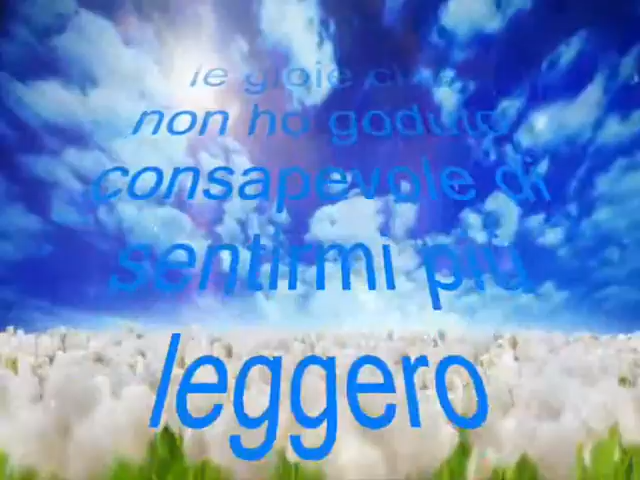 le gioie che
non ho goduto
consapevole di
sentirmi più
leggero